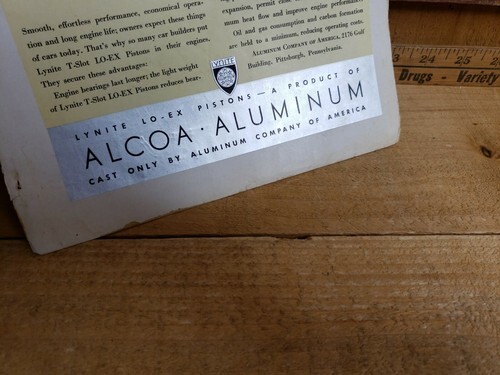 Smooth, effortless performance, economical opera-
tion and long engine life; owners expect these things
of cars today. That's why so many car builders put
Lynite T-Slot LO-EX Pistons in their engines.
They secure these advantages:
Engine bearings last longer; the light weight
of Lynite T-Slot LO-EX Pistons reduces bear-
expansion, permit close
mum heat flow and improve engine performance.
Oil and gas consumption and carbon formation
are held to a minimum, reducing operating costs.
ALUMINUM COMPANY OF AMERICA, 2176 Gulf
Building, Pittsburgh, Pennsylvania.
LYNITE
LYNITE LO-EX PISTONS—A PRODUCT OF
ALCOA · ALUMINUM
CAST ONLY BY ALUMINUM COMPANY OF AMERICA
3 24 25
Drugs - Variety